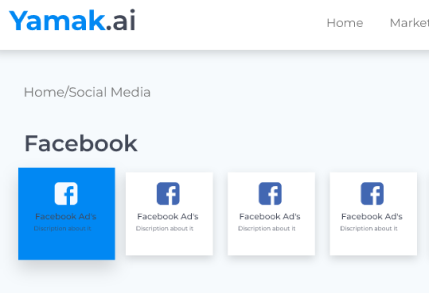 Yamak.ai
Home Market
Home/Social Media
Facebook
Facebook Ad's Facebook Ad's Facebook Ad's Facebook Ad's
Discription about it Discription about it Discription about it Discription about it